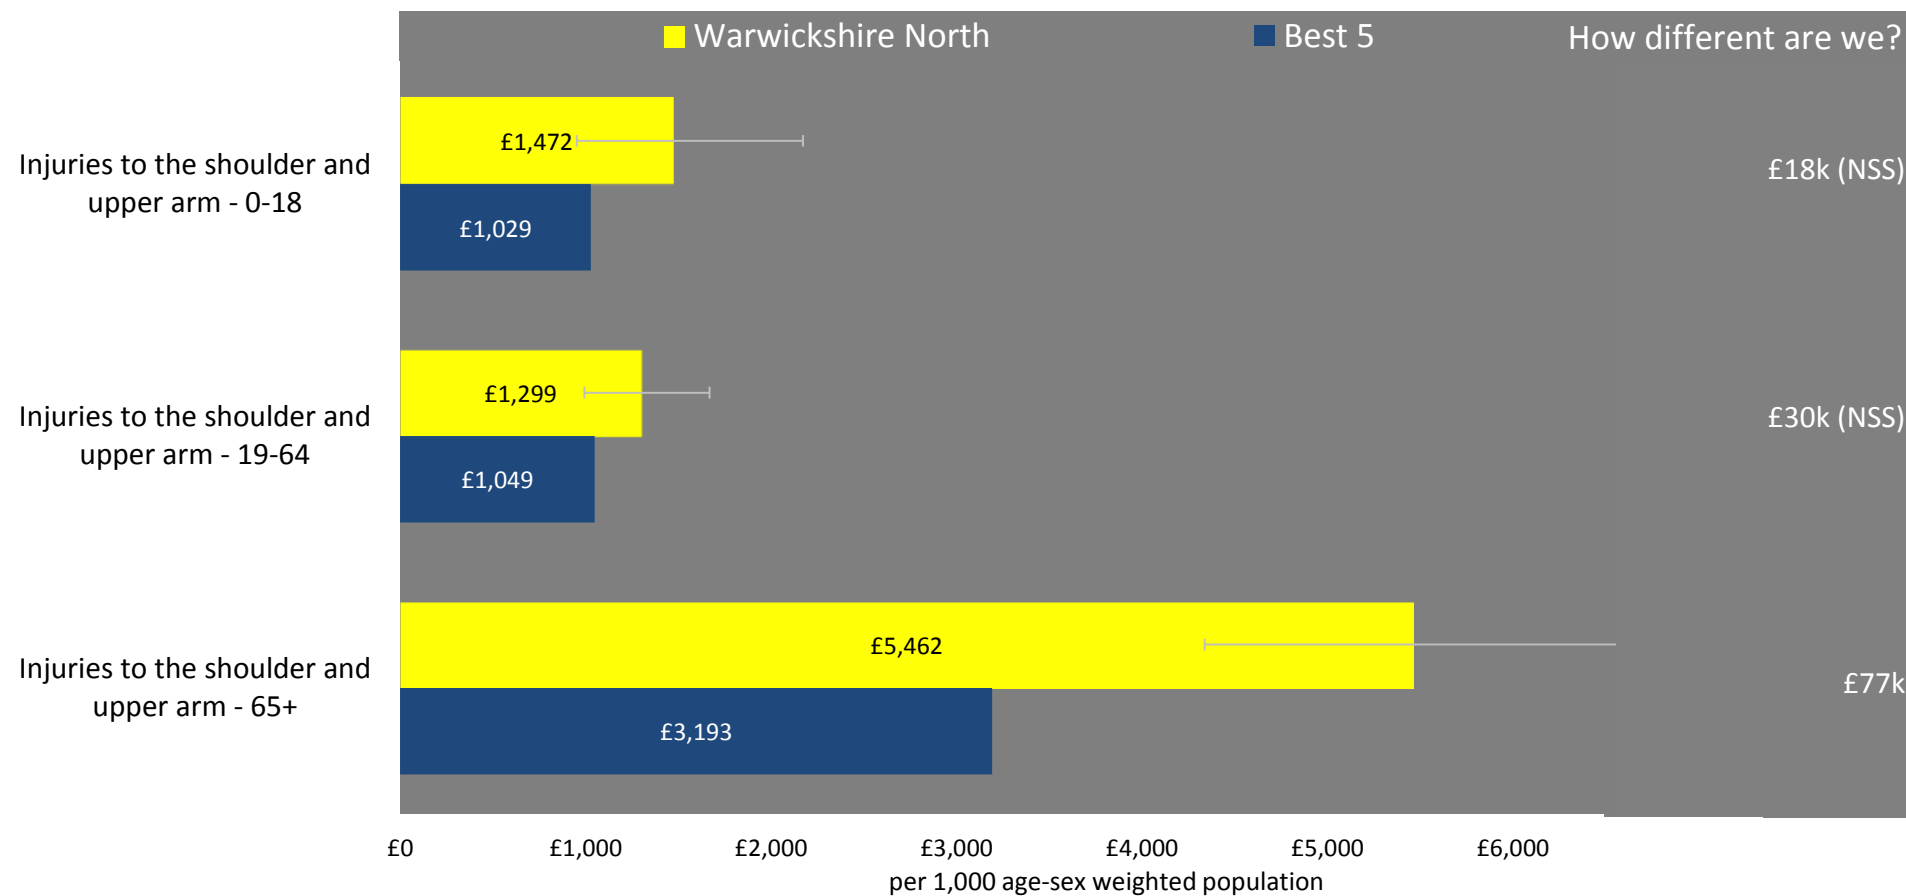 Warwickshire North
Best 5
How different are we?
Injuries to the shoulder and
upper arm - 0-18
£1,472
£1,029
£18k (NSS)
Injuries to the shoulder and
upper arm - 19-64
£1,299
£1,049
£30k (NSS)
Injuries to the shoulder and
upper arm - 65+
£5,462
£3,193
£77k
£0
£1,000
£2,000
£3,000
£4,000
£5,000
£6,000
per 1,000 age-sex weighted population